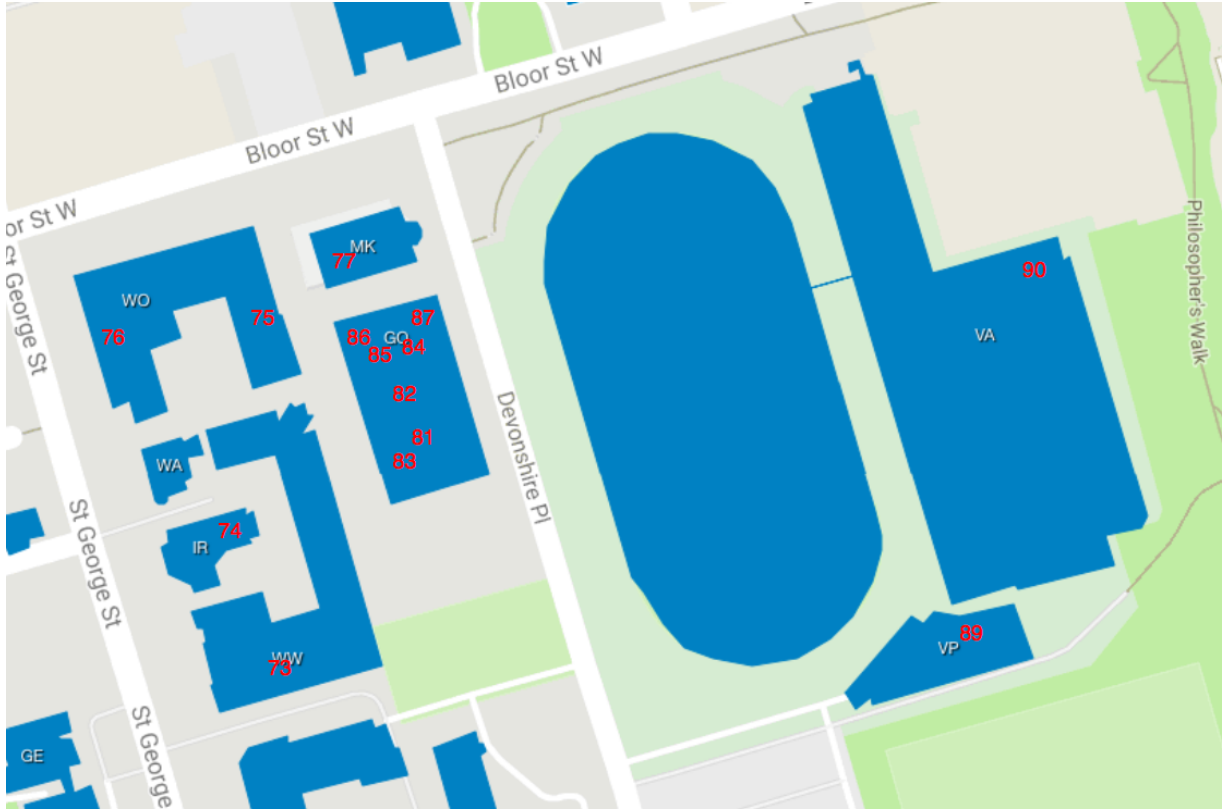 Bloor St W
Bloor St W
or St W
St George St
MK
77
WO
76
75
87
86
GO
84
85
82
81
83
90
VA
Philosopher's Walk
Devonshire Pl
WA
74
IR
St George St
WW
73
89
VP
St George
GE